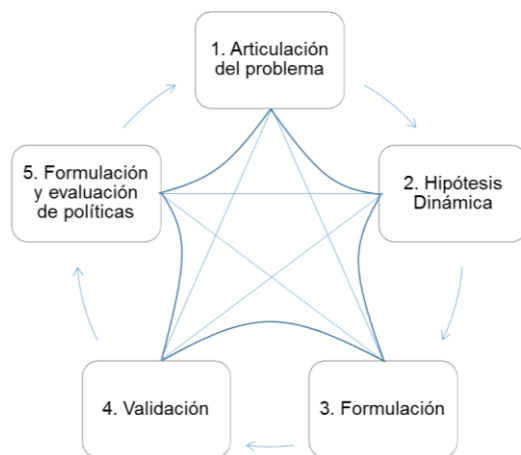 1. Articulación
del problema
2. Hipótesis
Dinámica
3. Formulación
4. Validación
5. Formulación
y evaluación
de políticas